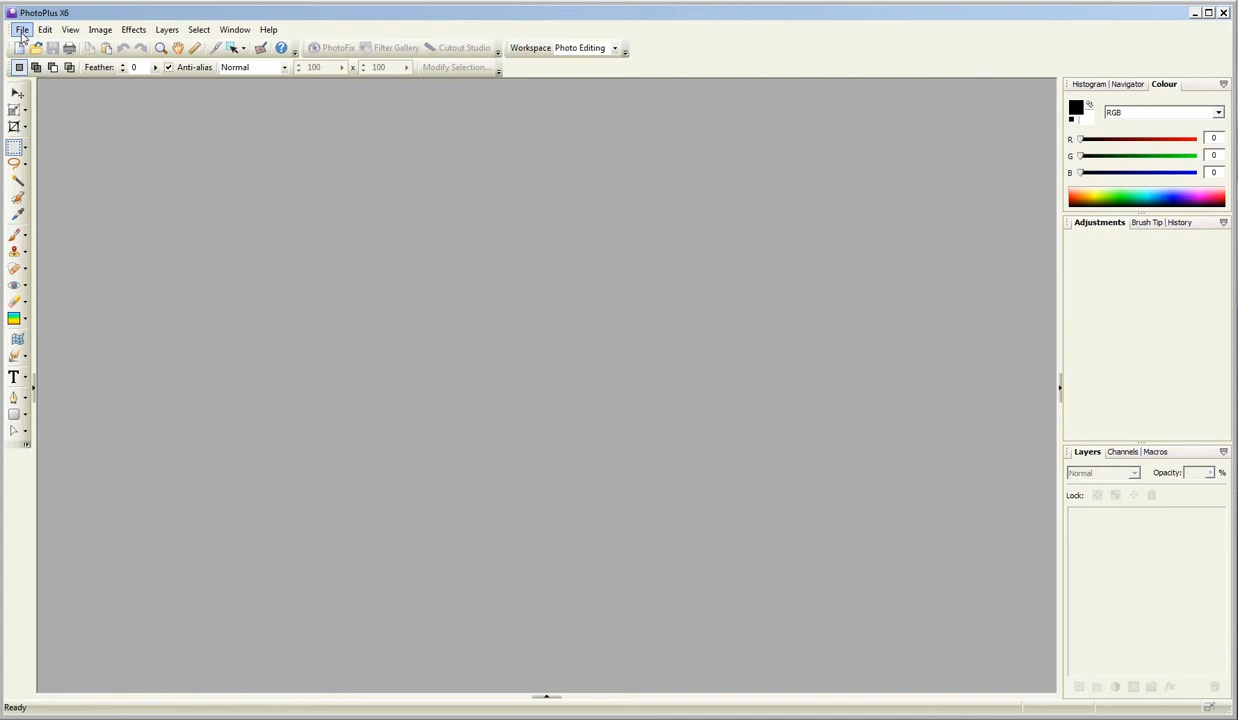 PhotoPlus X6
File Edit View Image Effects Layers Select Window Help
PhotoFix Filter Gallery Cutout Studio Workspace Photo Editing
Feather: 0 Anti-alias Normal 100 x 100 Modify Selection...
Histogram Navigator Colour
RGB
R 0
G 0
B 0
Adjustments Brush Tip History
T
Layers Channels Macros
Normal Opacity: %
Lock:
fx
Ready